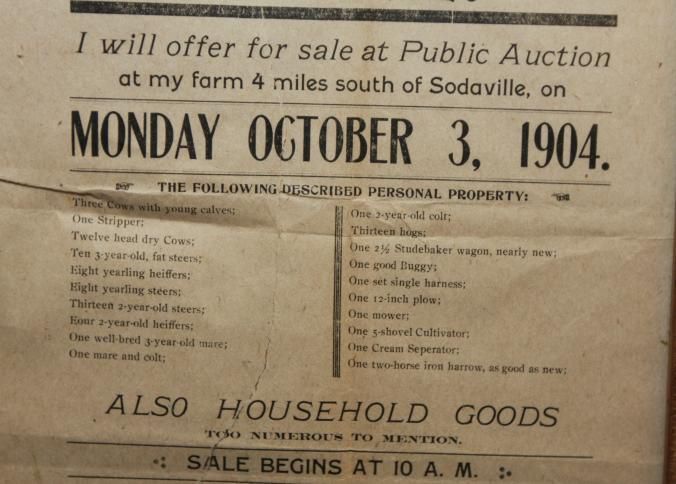 I will offer for sale at Public Auction
at my farm 4 miles south of Sodaville, on
MONDAY OCTOBER 3, 1904.
THE FOLLOWING DESCRIBED PERSONAL PROPERTY:
Three Cows with young calves;
One Stripper;
Twelve head dry Cows;
Ten 3-year-old, fat steers;
Eight yearling heiffers;
Eight yearling steers;
Thirteen 2-year-old steers;
Four 2-year-old heiffers;
One well-bred 3-year-old mare;
One mare and colt;
One 2-year-old colt;
Thirteen hogs;
One 2½ Studebaker wagon, nearly new;
One good Buggy;
One set single harness;
One 12-inch plow;
One mower;
One 5-shovel Cultivator;
One Cream Seperator;
One two-horse iron harrow, as good as new;
ALSO HOUSEHOLD GOODS
TOO NUMEROUS TO MENTION.
SALE BEGINS AT 10 A. M.